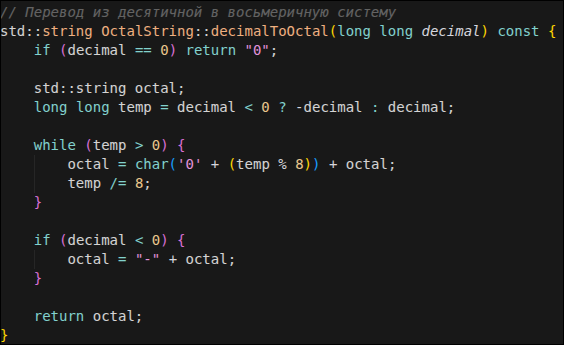 // Перевод из десятичной в восьмеричную систему
std::string OctalString::decimalToOctal(long long decimal) const {
    if (decimal == 0) return "0";

    std::string octal;
    long long temp = decimal < 0 ? -decimal : decimal;

    while (temp > 0) {
        octal = char('0' + (temp % 8)) + octal;
        temp /= 8;
    }

    if (decimal < 0) {
        octal = "-" + octal;
    }

    return octal;
}